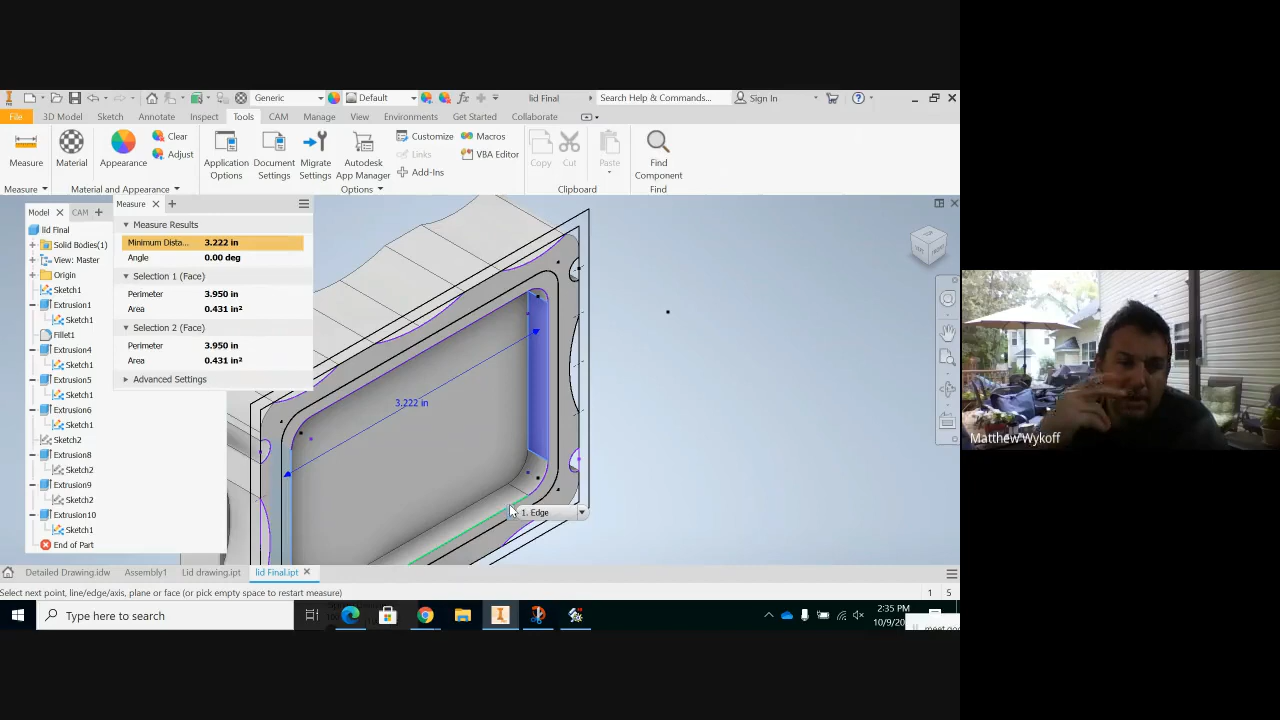 Generic
Default
lid Final
Search Help & Commands...
Sign In
File
3D Model
Sketch
Annotate
Inspect
Tools
CAM
Manage
View
Environments
Get Started
Collaborate
Measure
Material
Appearance
Clear
Adjust
Application Options
Document Settings
Migrate Settings
Autodesk App Manager
Customize
Links
Add-Ins
Macros
VBA Editor
Copy
Cut
Paste
Find Component
Measure
Material and Appearance
Options
Clipboard
Find
Model
CAM
lid Final
Solid Bodies(1)
View: Master
Origin
Sketch1
Extrusion1
Sketch1
Fillet1
Extrusion4
Sketch1
Extrusion5
Sketch1
Extrusion6
Sketch1
Sketch2
Extrusion8
Sketch2
Extrusion9
Sketch2
Extrusion10
Sketch1
End of Part
Measure
Measure Results
Minimum Dista... 3.222 in
Angle 0.00 deg
Selection 1 (Face)
Perimeter 3.950 in
Area 0.431 in²
Selection 2 (Face)
Perimeter 3.950 in
Area 0.431 in²
Advanced Settings
3.222 in
1. Edge
Matthew Wykoff
Detailed Drawing.idw
Assembly1
Lid drawing.ipt
lid Final.ipt
Select next point, line/edge/axis, plane or face (or pick empty space to restart measure)
1 5
Type here to search
2:35 PM
10/9/20